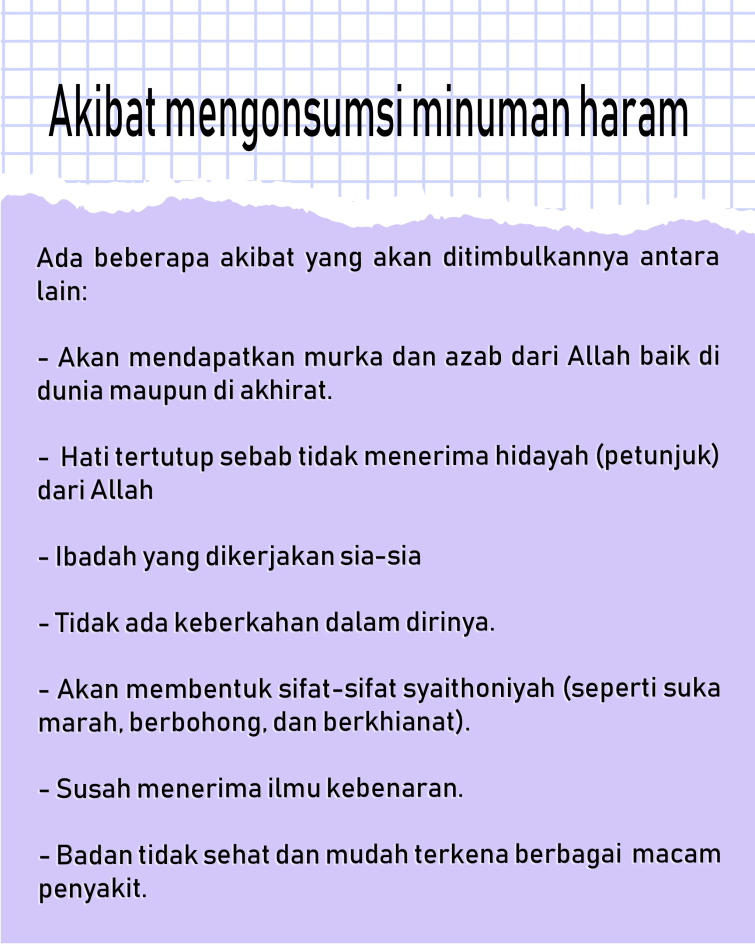 Akibat mengonsumsi minuman haram
Ada beberapa akibat yang akan ditimbulkannya antara
lain:
- Akan mendapatkan murka dan azab dari Allah baik di
dunia maupun di akhirat.
- Hati tertutup sebab tidak menerima hidayah (petunjuk)
dari Allah
- Ibadah yang dikerjakan sia-sia
- Tidak ada keberkahan dalam dirinya.
- Akan membentuk sifat-sifat syaithoniyah (seperti suka
marah, berbohong, dan berkhianat).
- Susah menerima ilmu kebenaran.
- Badan tidak sehat dan mudah terkena berbagai macam
penyakit.